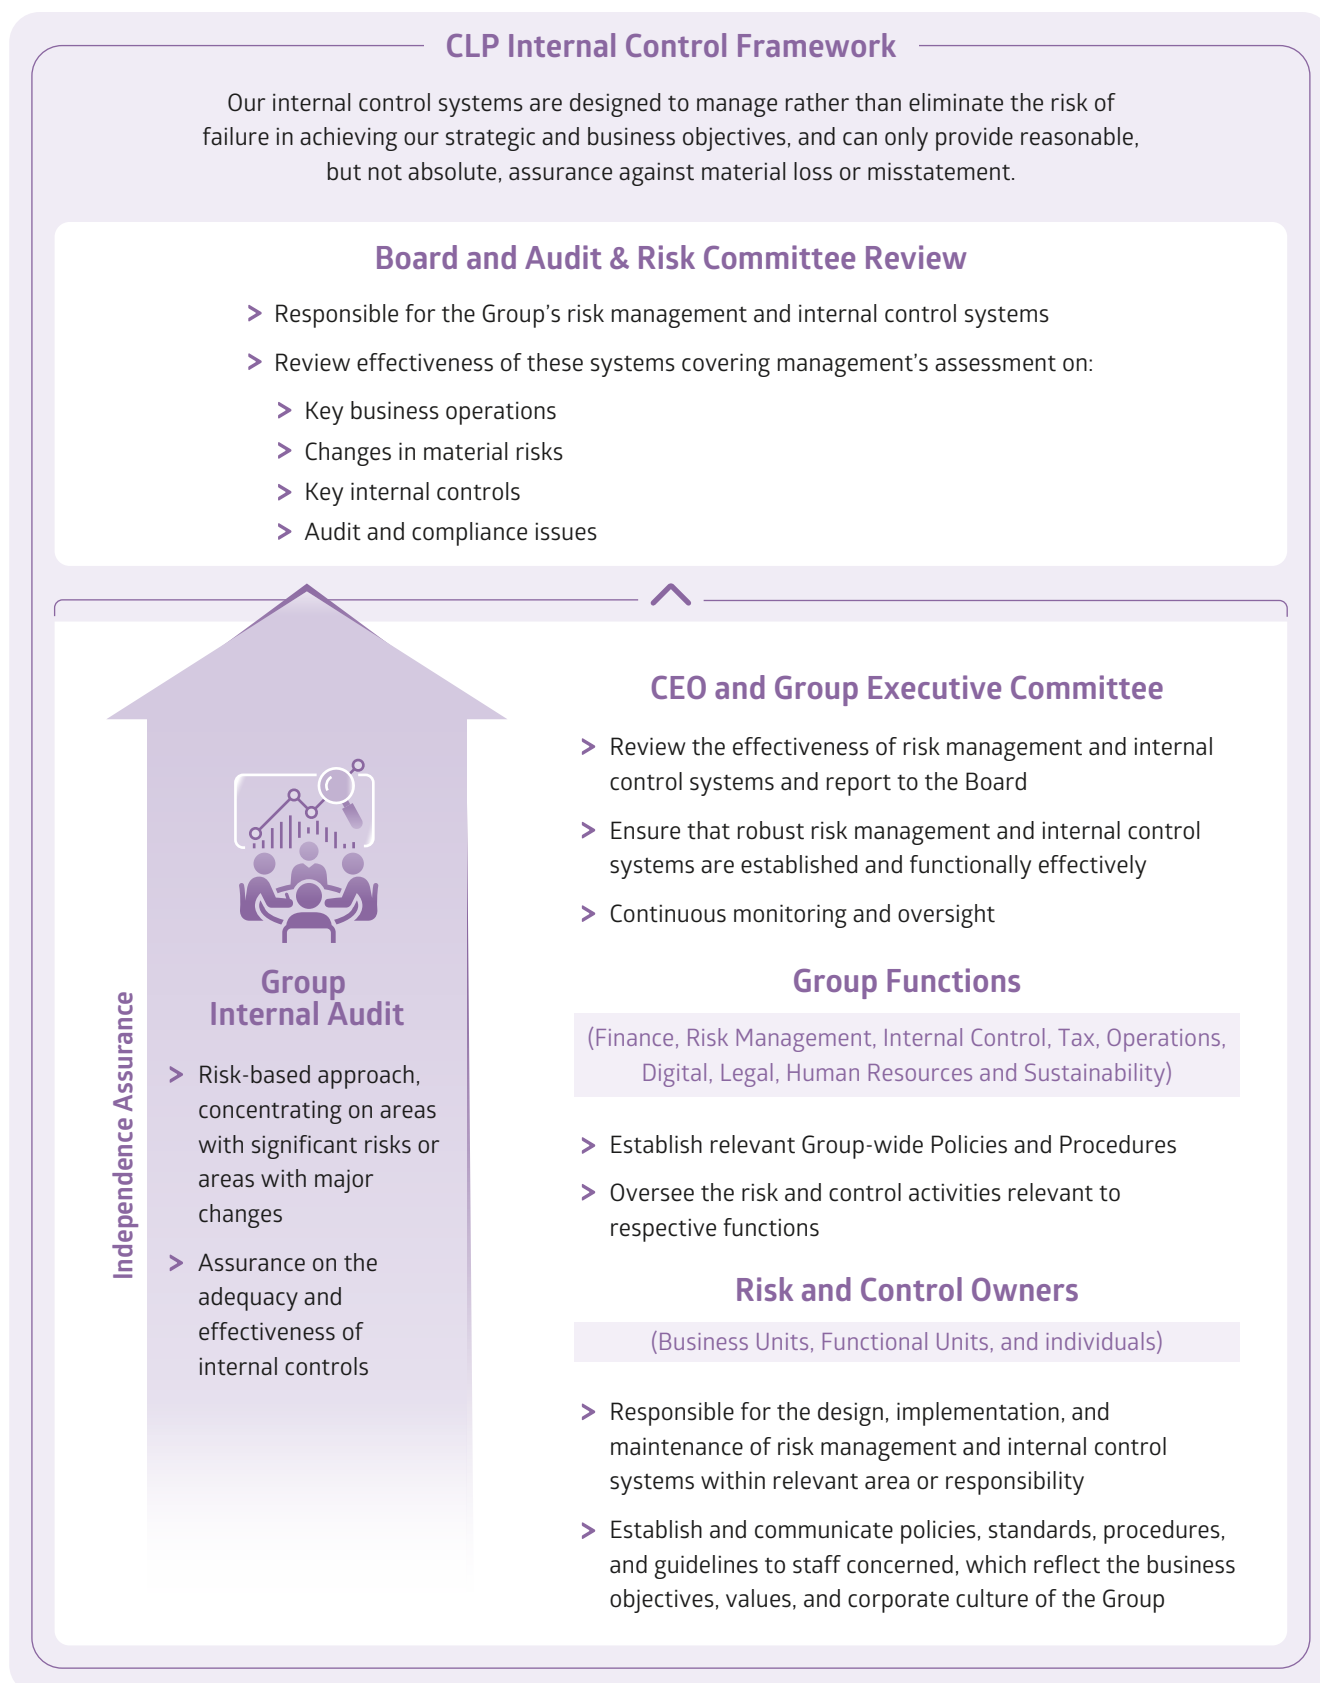 CLP Internal Control Framework
Our internal control systems are designed to manage rather than eliminate the risk of
failure in achieving our strategic and business objectives, and can only provide reasonable,
but not absolute, assurance against material loss or misstatement.
Board and Audit & Risk Committee Review
> Responsible for the Group's risk management and internal control systems
> Review effectiveness of these systems covering management's assessment on:
> Key business operations
> Changes in material risks
> Key internal controls
> Audit and compliance issues
Independence Assurance
Group
Internal Audit
> Risk-based approach,
concentrating on areas
with significant risks or
areas with major
changes
> Assurance on the
adequacy and
effectiveness of
internal controls
CEO and Group Executive Committee
> Review the effectiveness of risk management and internal
control systems and report to the Board
> Ensure that robust risk management and internal control
systems are established and functionally effectively
> Continuous monitoring and oversight
Group Functions
(Finance, Risk Management, Internal Control, Tax, Operations,
Digital, Legal, Human Resources and Sustainability)
> Establish relevant Group-wide Policies and Procedures
> Oversee the risk and control activities relevant to
respective functions
Risk and Control Owners
(Business Units, Functional Units, and individuals)
> Responsible for the design, implementation, and
maintenance of risk management and internal control
systems within relevant area or responsibility
> Establish and communicate policies, standards, procedures,
and guidelines to staff concerned, which reflect the business
objectives, values, and corporate culture of the Group